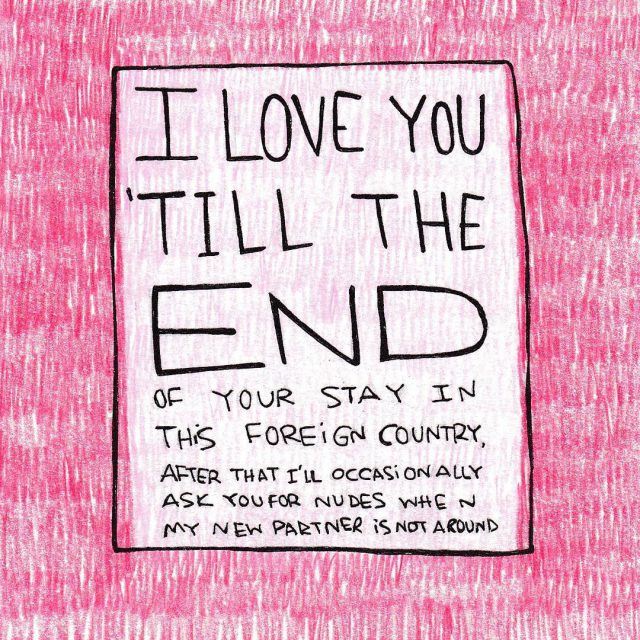 I LOVE YOU
'TILL THE
END
OF YOUR STAY IN
THiS FOREiGN COUNTRY,
AFTER THAT I'LL OCCASiONALLY
ASK YOU FOR NUDES WHEN
MY NEW PARTNER iS NOT AROUND